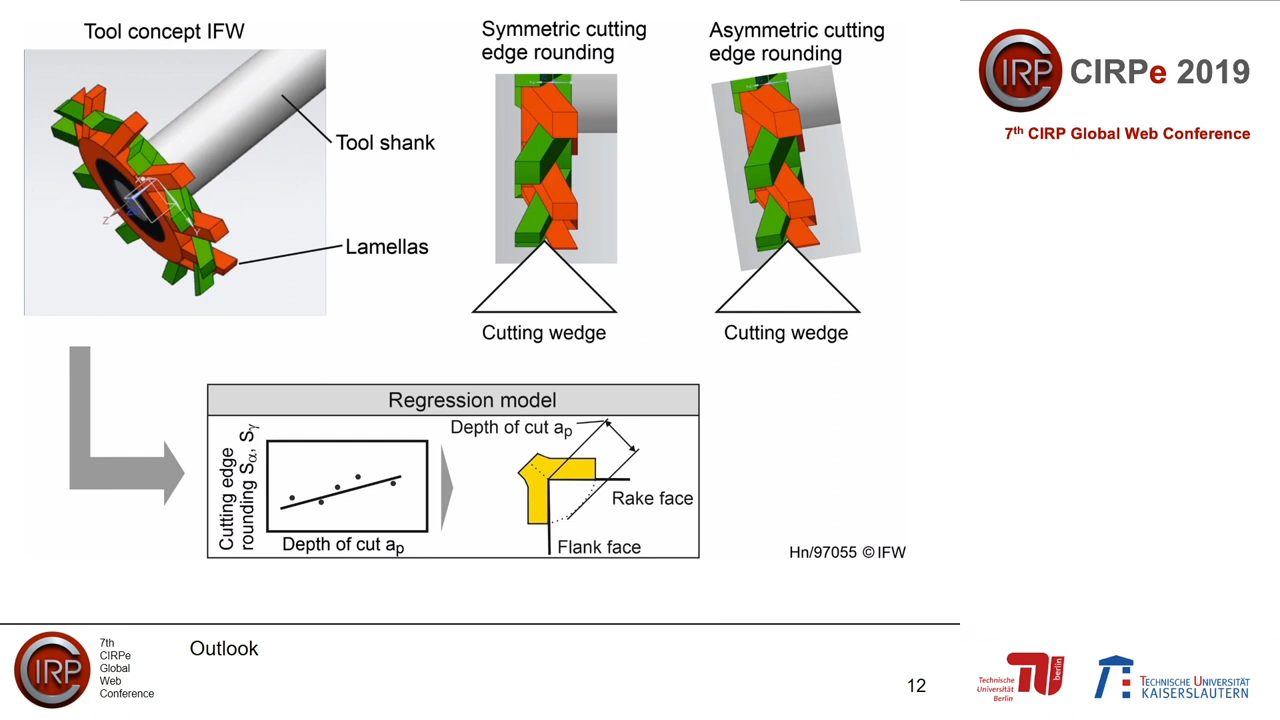 Tool concept IFW
Tool shank
Lamellas
Symmetric cutting
edge rounding
Cutting wedge
Asymmetric cutting
edge rounding
Cutting wedge
X
Z
Y
Regression model
Cutting edge
rounding Sα, Sγ
Depth of cut ap
Depth of cut ap
Rake face
Flank face
Hn/97055 © IFW
CIRP
7th
CIRPe
Global
Web
Conference
Outlook
12
CIRP CIRPe 2019
7th CIRP Global Web Conference
Technische
Universität
Berlin
berlin
TECHNISCHE UNIVERSITÄT
KAISERSLAUTERN